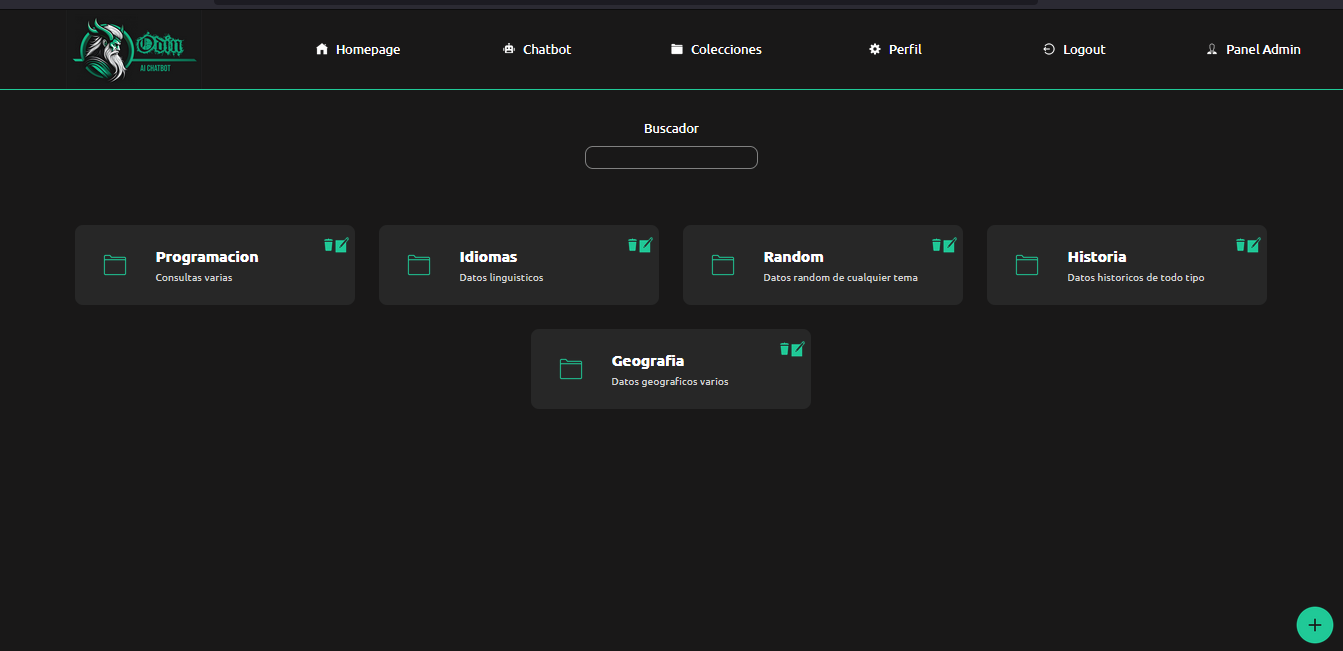 Odin
AI CHATBOT
Homepage
Chatbot
Colecciones
Perfil
Logout
Panel Admin
Buscador
Programacion
Consultas varias
Idiomas
Datos linguisticos
Random
Datos random de cualquier tema
Historia
Datos historicos de todo tipo
Geografia
Datos geograficos varios